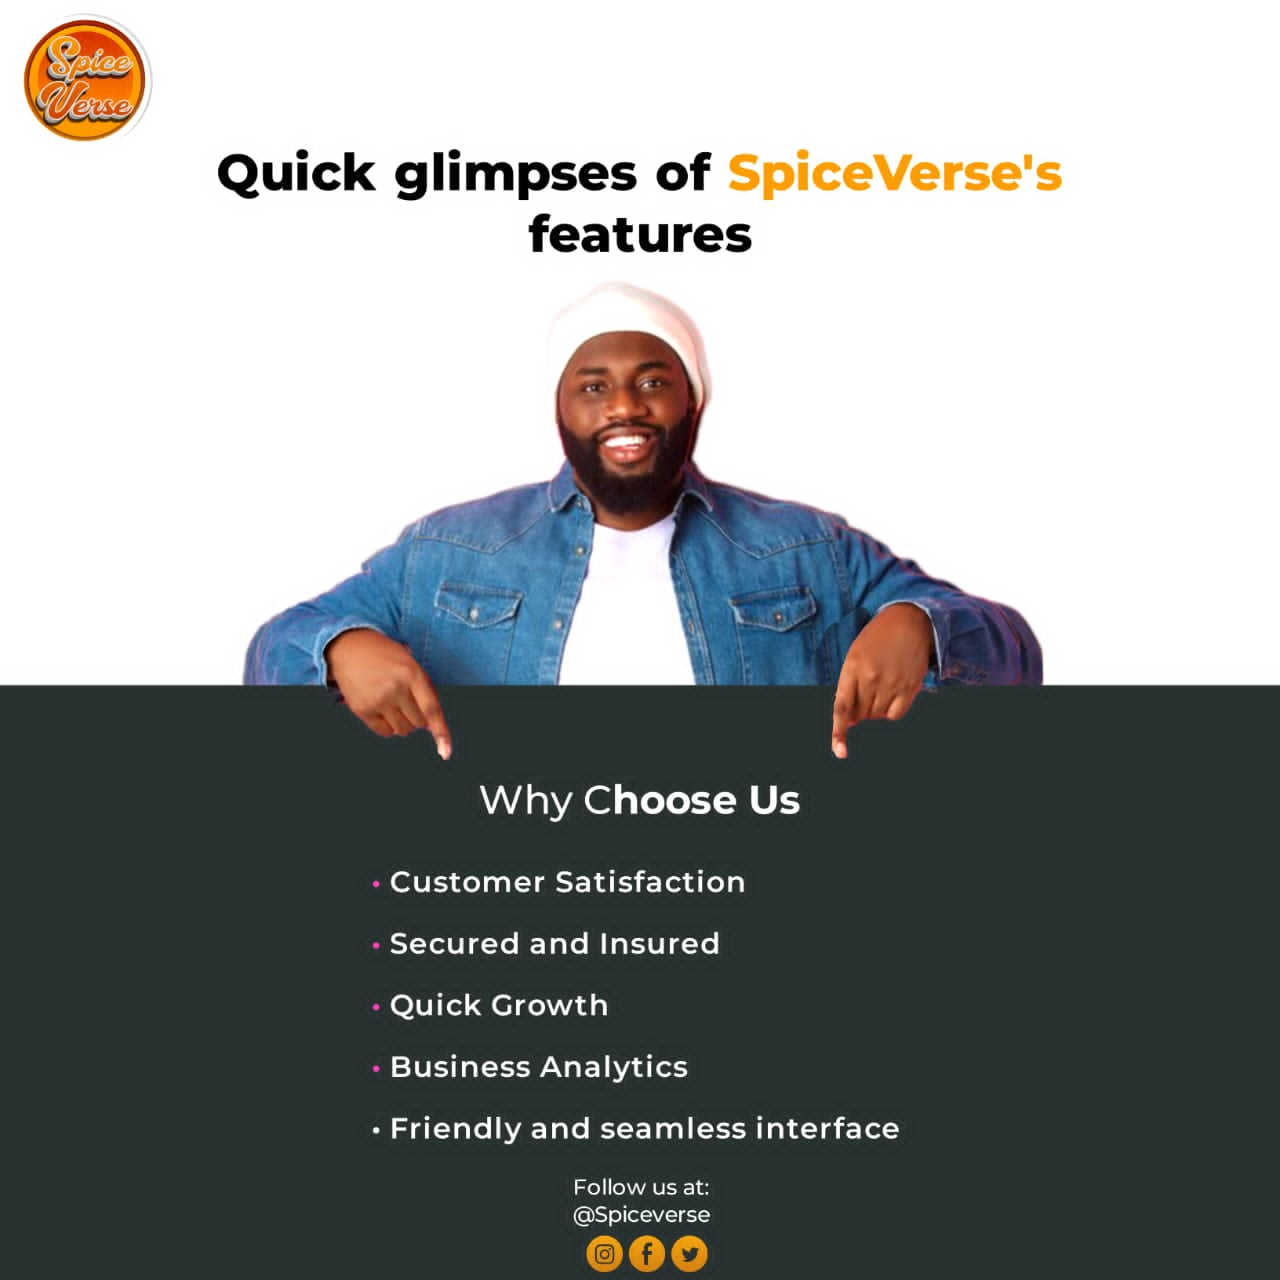 Spice
Verse
Quick glimpses of SpiceVerse's
features
Why Choose Us
• Customer Satisfaction
• Secured and Insured
• Quick Growth
• Business Analytics
• Friendly and seamless interface
Follow us at:
@Spiceverse